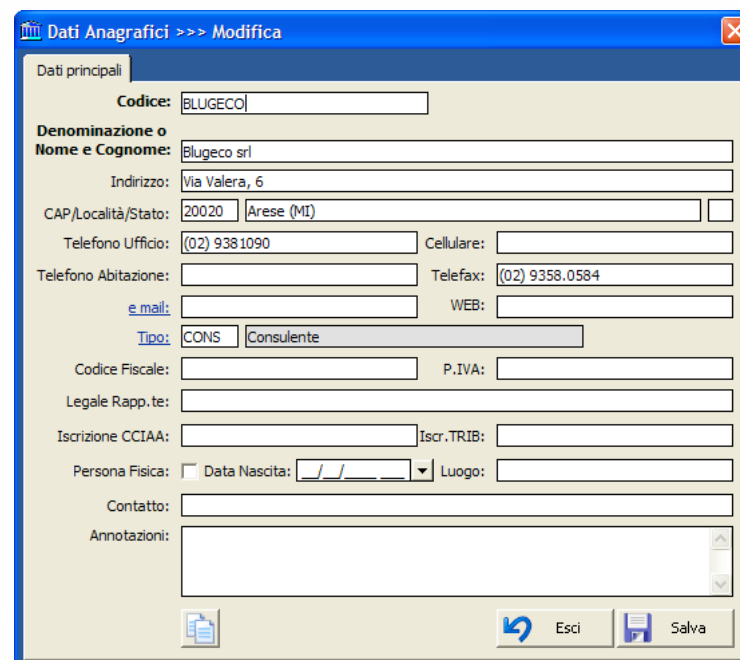 Dati Anagrafici >>> Modifica
Dati principali
Codice: BLUGECO
Denominazione o
Nome e Cognome: Blugeco srl
Indirizzo: Via Valera, 6
CAP/Località/Stato: 20020 Arese (MI)
Telefono Ufficio: (02) 9381090 Cellulare:
Telefono Abitazione: Telefax: (02) 9358.0584
e mail: WEB:
Tipo: CONS Consulente
Codice Fiscale: P.IVA:
Legale Rapp.te:
Iscrizione CCIAA: Iscr.TRIB:
Persona Fisica: Data Nascita: __/__/____ ___ Luogo:
Contatto:
Annotazioni:
Esci Salva